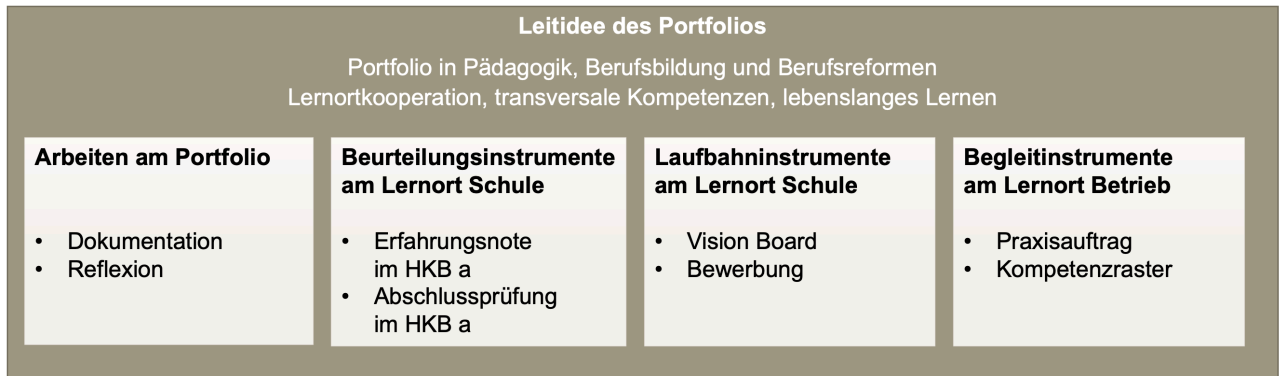 Leitidee des Portfolios
Portfolio in Pädagogik, Berufsbildung und Berufsreformen
Lernortkooperation, transversale Kompetenzen, lebenslanges Lernen
Arbeiten am Portfolio
• Dokumentation
• Reflexion
Beurteilungsinstrumente
am Lernort Schule
• Erfahrungsnote
im HKB a
• Abschlussprüfung
im HKB a
Laufbahninstrumente
am Lernort Schule
• Vision Board
• Bewerbung
Begleitinstrumente
am Lernort Betrieb
• Praxisauftrag
• Kompetenzraster